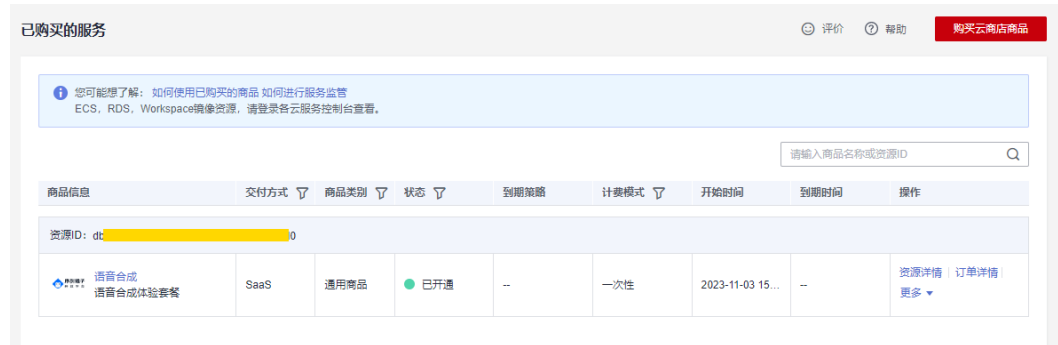 已购买的服务
评价
帮助
购买云商店商品
您可能想了解： 如何使用已购买的商品 如何进行服务监管
ECS，RDS，Workspace镜像资源，请登录各云服务控制台查看。
请输入商品名称或资源ID
商品信息 交付方式 商品类别 状态 到期策略 计费模式 开始时间 到期时间 操作
资源ID： db 0
语音合成
语音合成体验套餐
SaaS 通用商品 已开通 -- 一次性 2023-11-03 15... --
资源详情 订单详情
更多